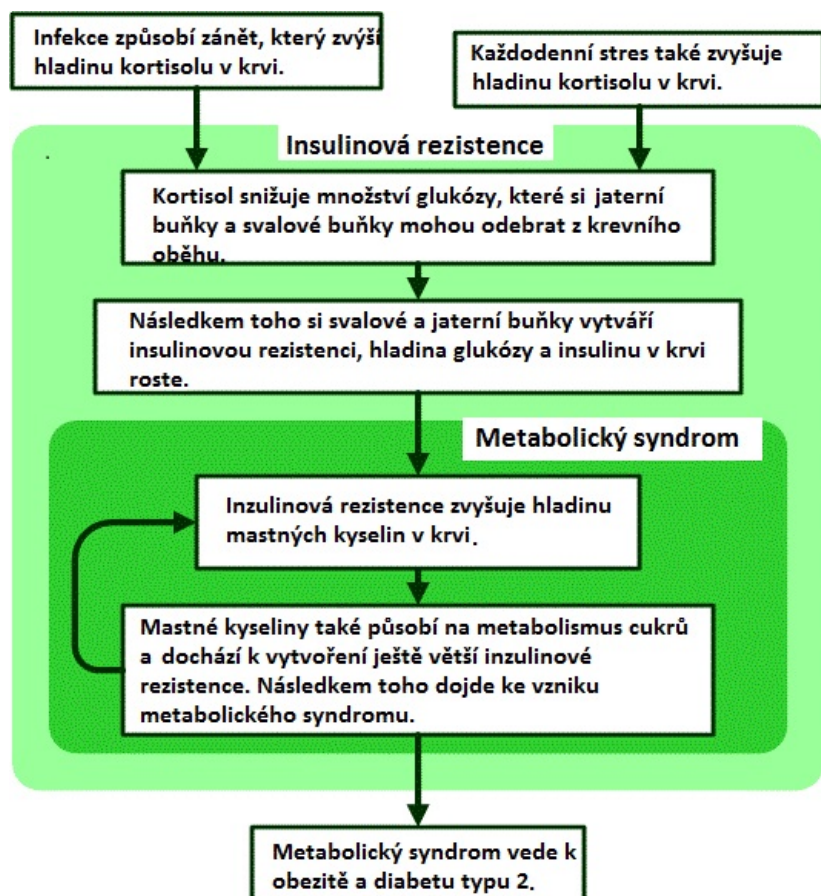 Infekce způsobí zánět, který zvýší
hladinu kortisolu v krvi.
Každodenní stres také zvyšuje
hladinu kortisolu v krvi.
Insulinová rezistence
Kortisol snižuje množství glukózy, které si jaterní
buňky a svalové buňky mohou odebrat z krevního
oběhu.
Následkem toho si svalové a jaterní buňky vytváří
insulinovou rezistenci, hladina glukózy a insulinu v krvi
roste.
Metabolický syndrom
Inzulinová rezistence zvyšuje hladinu
mastných kyselin v krvi.
Mastné kyseliny také působí na metabolismus cukrů
a dochází k vytvoření ještě větší inzulinové
rezistence. Následkem toho dojde ke vzniku
metabolického syndromu.
Metabolický syndrom vede k
obezitě a diabetu typu 2.